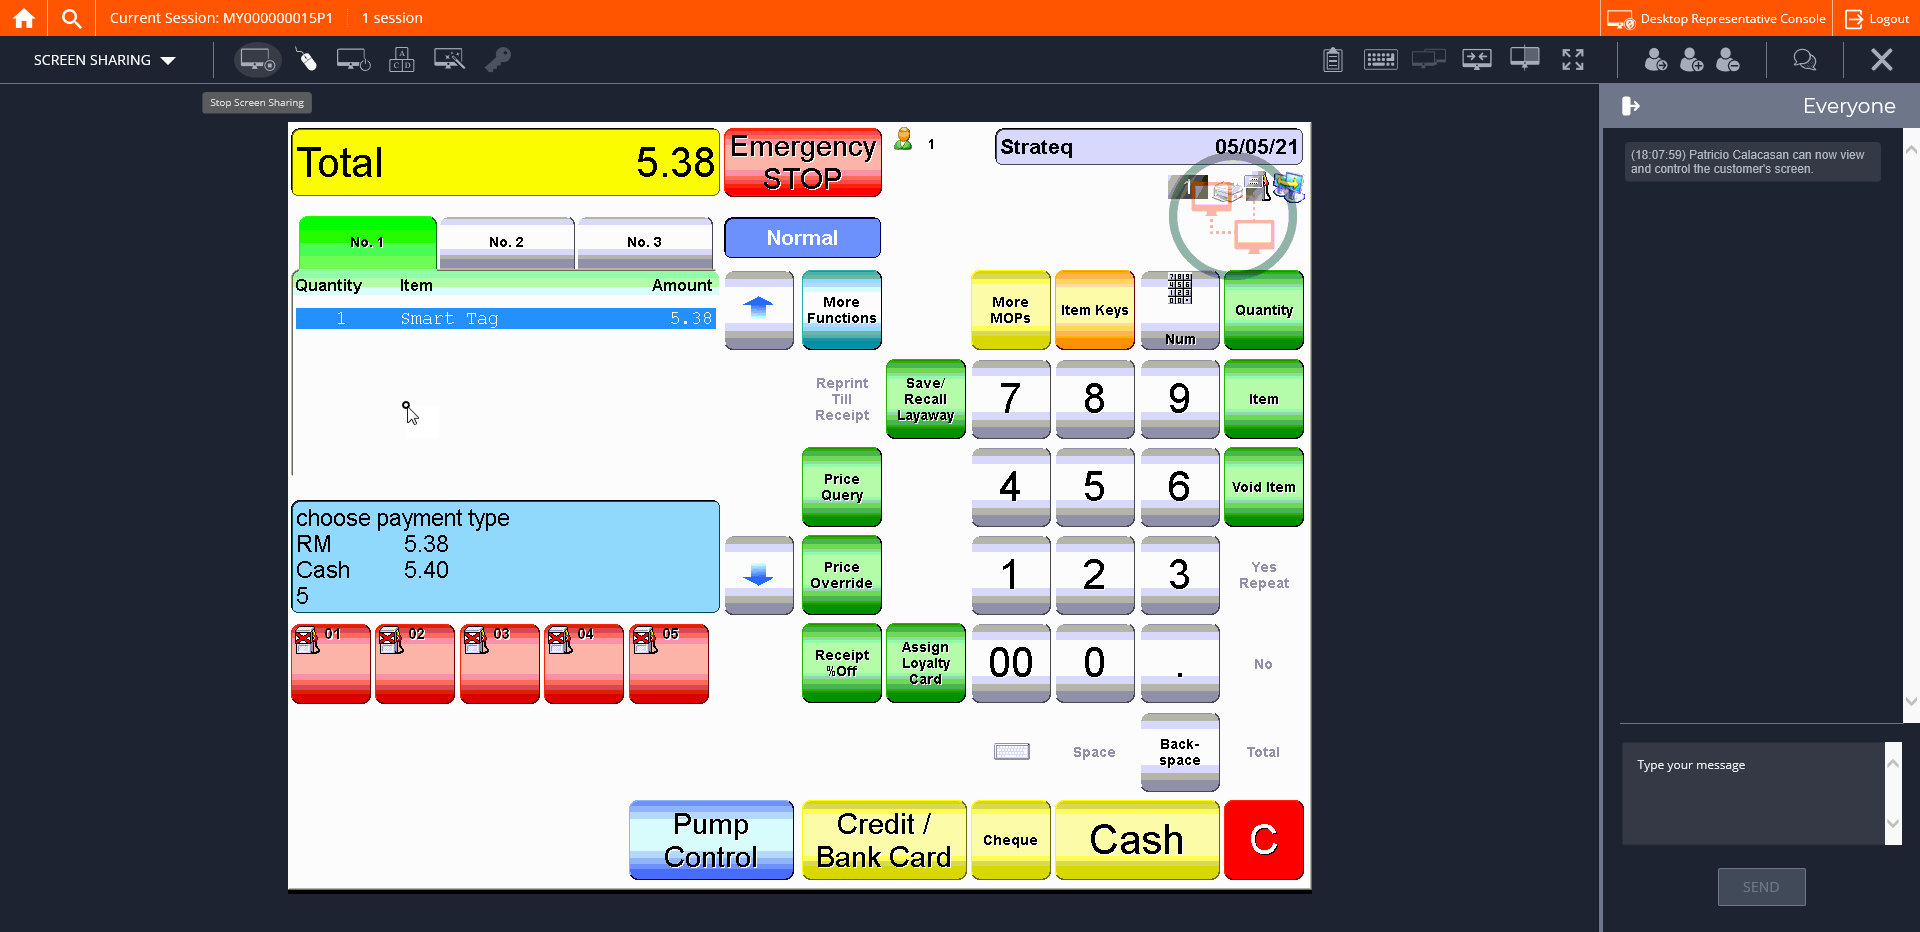 Current Session: MY000000015P1 1 session Desktop Representative Console Logout
SCREEN SHARING
Stop Screen Sharing
Everyone
(18:07:59) Patricio Calacasan can now view
and control the customer's screen.
Total 5.38
Emergency
STOP
1
Strateq 05/05/21
1
No. 1 No. 2 No. 3
Normal
Quantity Item Amount
1 Smart Tag 5.38
More
Functions
More
MOPs
Item Keys
Num
Quantity
Reprint
Till
Receipt
Save/
Recall
Layaway
7 8 9
Item
Price
Query
4 5 6
Void Item
choose payment type
RM 5.38
Cash 5.40
5
Price
Override
1 2 3
Yes
Repeat
01 02 03 04 05
Receipt
%Off
Assign
Loyalty
Card
00 0 .
No
Space
Back-
space
Total
Pump
Control
Credit /
Bank Card
Cheque
Cash
C
Type your message
SEND